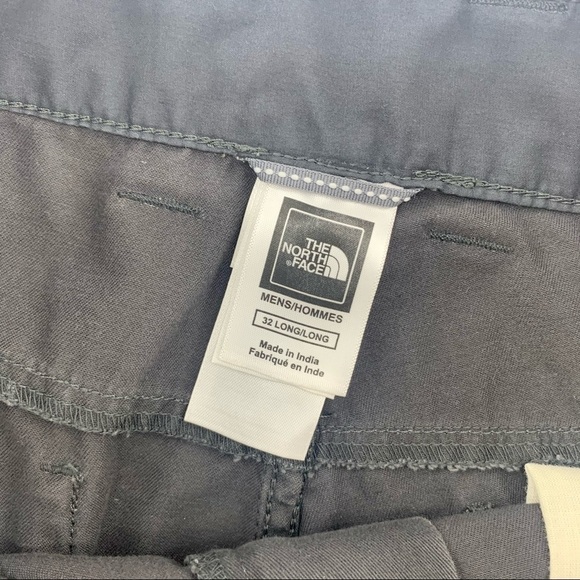 THE
NORTH
FACE
MENS/HOMMES
32 LONG/LONG
Made in India
Fabriqué en Inde